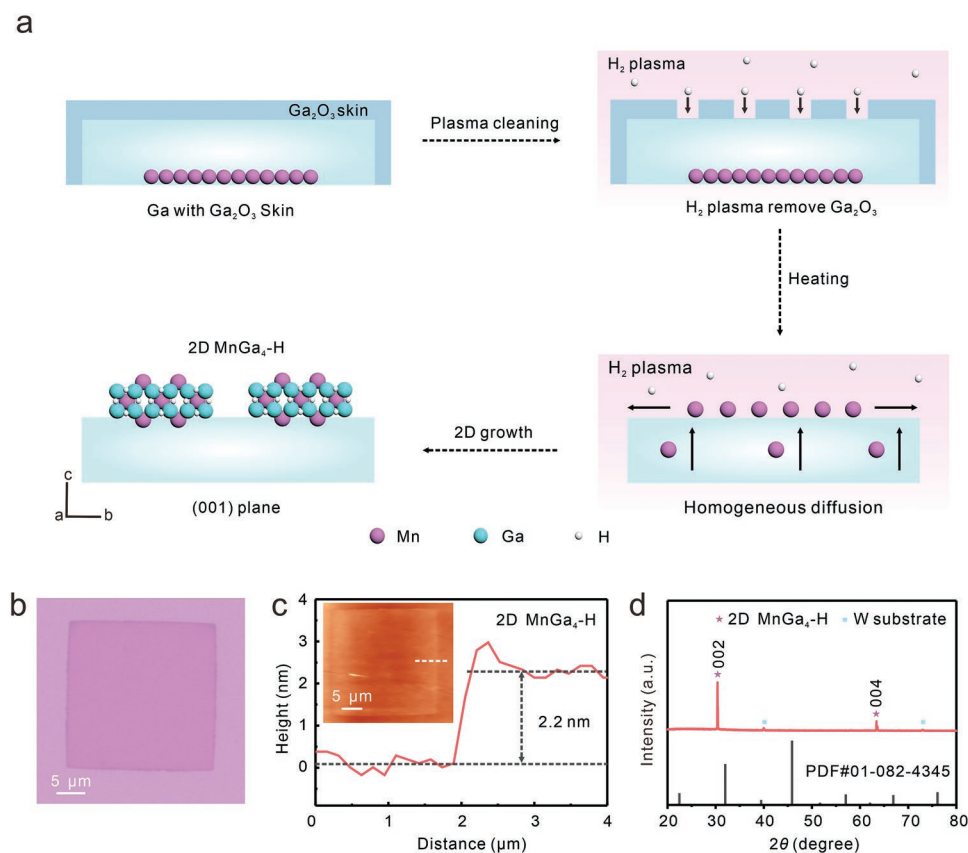 a
Ga₂O₃ skin
Ga with Ga₂O₃ Skin
Plasma cleaning
H₂ plasma
H₂ plasma remove Ga₂O₃
Heating
H₂ plasma
Homogeneous diffusion
2D growth
2D MnGa₄-H
c
a
b
(001) plane
Mn
Ga
H
b
5 μm
c
2D MnGa₄-H
5 μm
2.2 nm
Height (nm)
4
3
2
1
0
0 1 2 3 4
Distance (μm)
d
★ 2D MnGa₄-H
W substrate
★ 002
★ 004
PDF#01-082-4345
Intensity (a.u.)
20 30 40 50 60 70 80
2θ (degree)